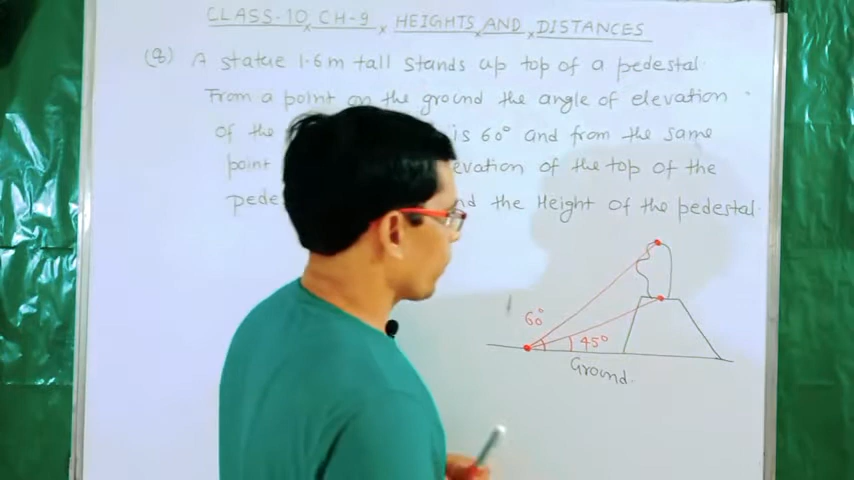 CLASS-10, CH-9 HEIGHTS AND DISTANCES
(8) A statue 1.6 m tall stands up top of a pedestal.
From a point on the ground the angle of elevation
of the is 60° and from the same
point evation of the top of the
pede nd the Height of the pedestal.
60°
45°
Ground.